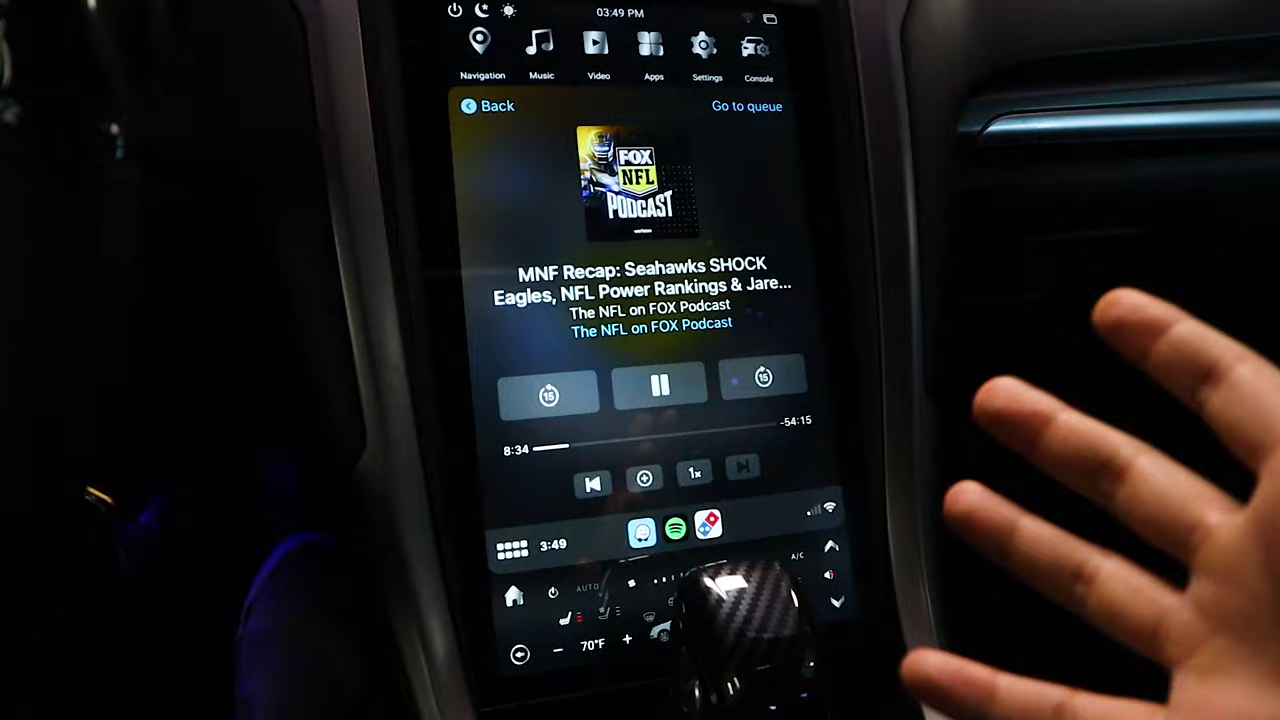 03:49 PM
Navigation
Music
Video
Apps
Settings
Console
Back
Go to queue
FOX
NFL
PODCAST
verizon
MNF Recap: Seahawks SHOCK
Eagles, NFL Power Rankings & Jare...
The NFL on FOX Podcast
The NFL on FOX Podcast
15
15
8:34
-54:15
1x
3:49
A/C
AUTO
- 70°F +